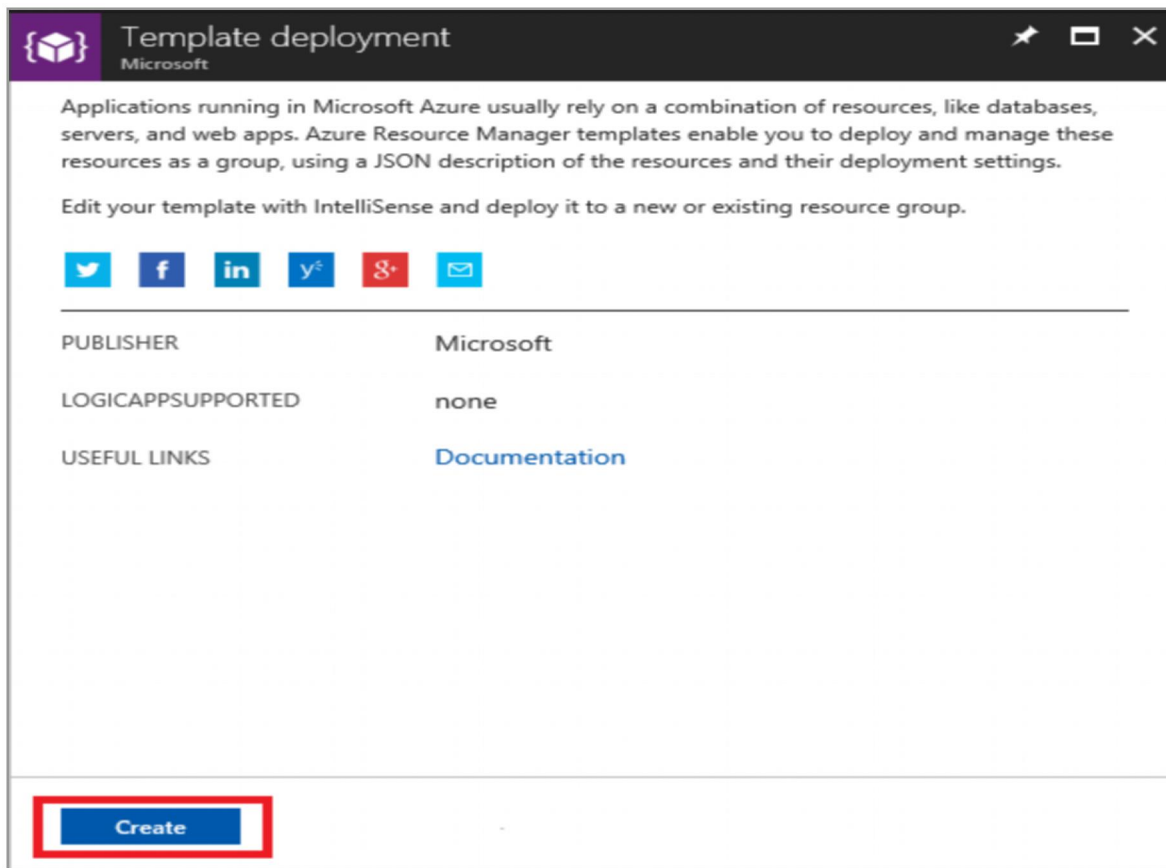 Template deployment
Microsoft
Applications running in Microsoft Azure usually rely on a combination of resources, like databases,
servers, and web apps. Azure Resource Manager templates enable you to deploy and manage these
resources as a group, using a JSON description of the resources and their deployment settings.
Edit your template with IntelliSense and deploy it to a new or existing resource group.
PUBLISHER Microsoft
LOGICAPPSUPPORTED none
USEFUL LINKS Documentation
Create